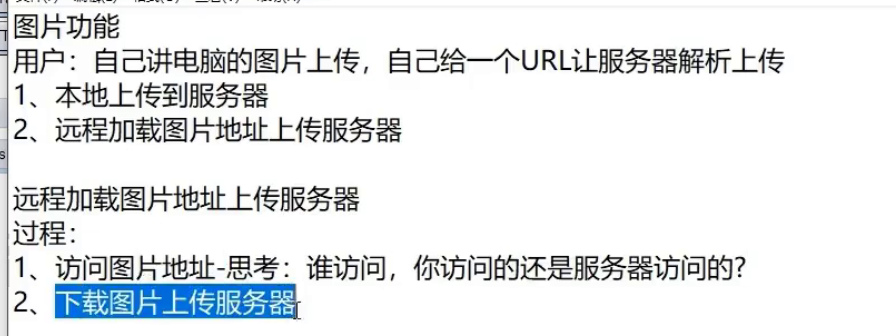 图片功能
用户：自己讲电脑的图片上传，自己给一个URL让服务器解析上传
1、本地上传到服务器
2、远程加载图片地址上传服务器
远程加载图片地址上传服务器
过程：
1、访问图片地址-思考：谁访问，你访问的还是服务器访问的?
2、下载图片上传服务器